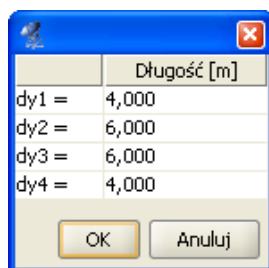 Długość [m]
dy1 = 4,000
dy2 = 6,000
dy3 = 6,000
dy4 = 4,000
OK Anuluj